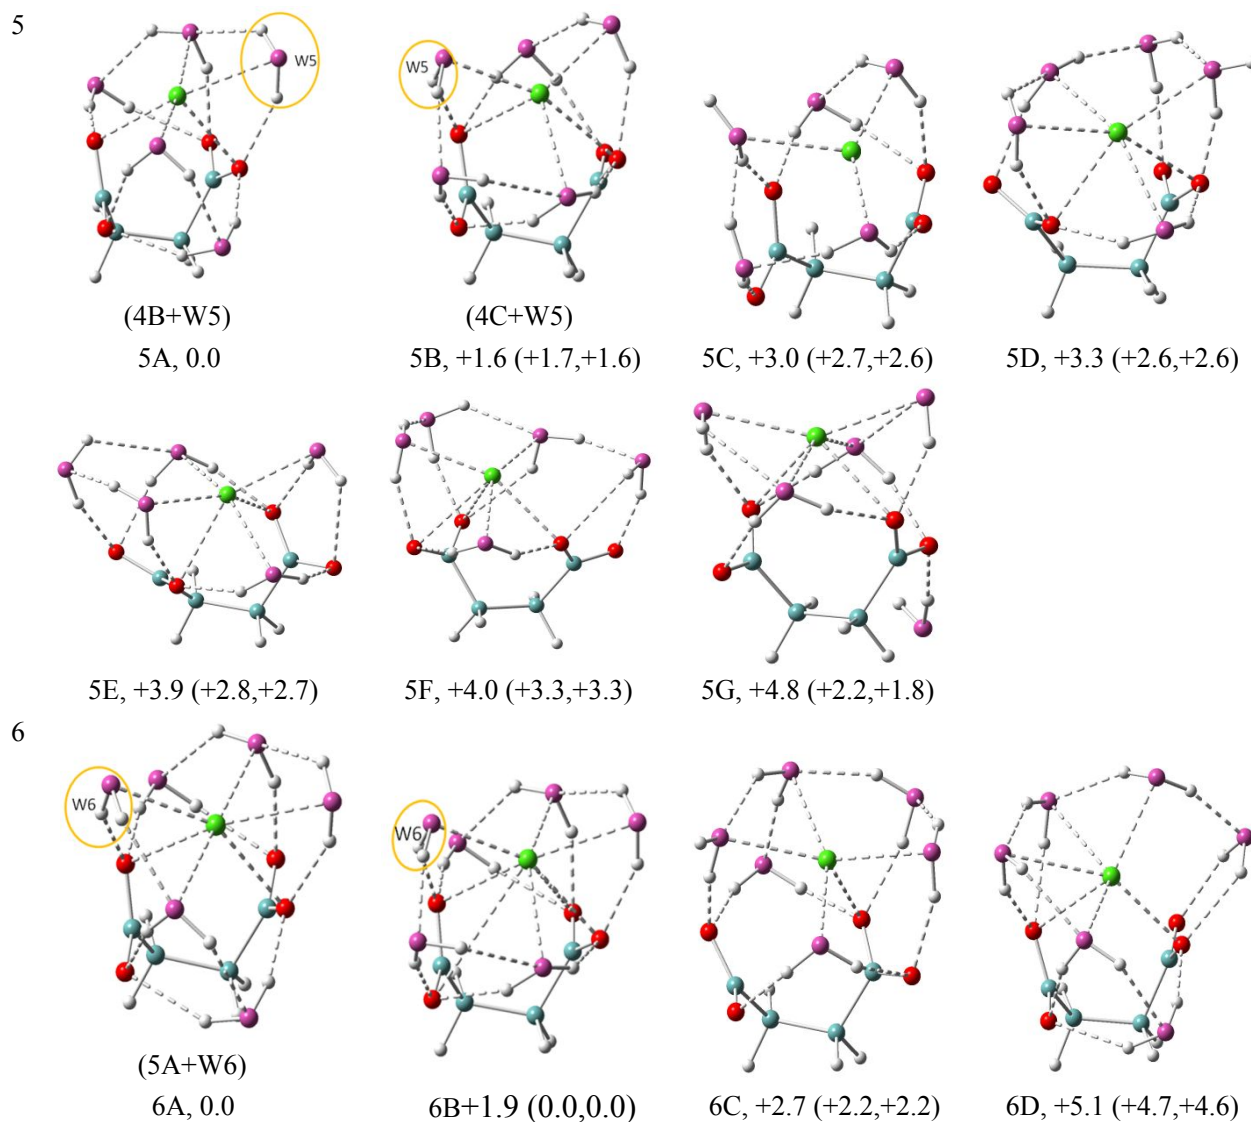 5
W5
W5
(4B+W5)
(4C+W5)
5A, 0.0
5B, +1.6 (+1.7,+1.6)
5C, +3.0 (+2.7,+2.6)
5D, +3.3 (+2.6,+2.6)
5E, +3.9 (+2.8,+2.7)
5F, +4.0 (+3.3,+3.3)
5G, +4.8 (+2.2,+1.8)
6
W6
W6
(5A+W6)
6A, 0.0
6B+1.9 (0.0,0.0)
6C, +2.7 (+2.2,+2.2)
6D, +5.1 (+4.7,+4.6)